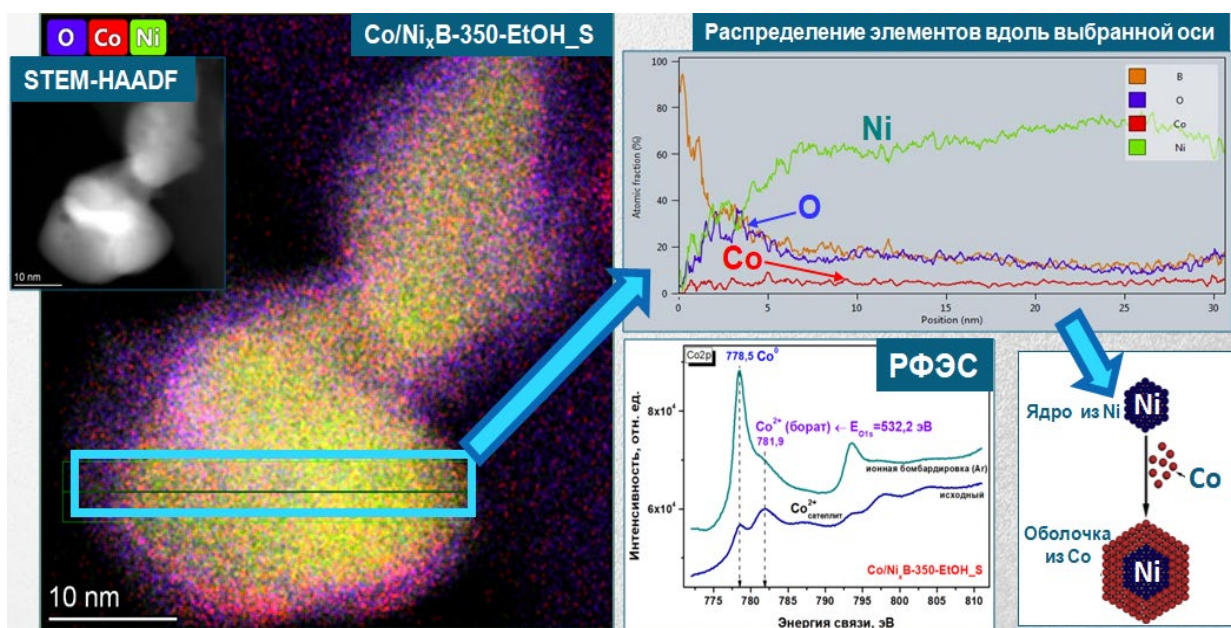 O Co Ni
Co/NiₓB-350-EtOH_S
STEM-HAADF
10 nm
10 nm
Распределение элементов вдоль выбранной оси
Atomic fraction (%)
100
80
60
40
20
0
Ni
O
Co
B
O
Co
Ni
0 5 10 15 20 25 30
Position (nm)
Co2p
РФЭС
778,5 Co⁰
Co²⁺ (борат) ← E_O1s=532,2 эВ
781,9
ионная бомбардировка (Ar)
исходный
Co²⁺ сателлит
Co/NiₓB-350-EtOH_S
Интенсивность, отн. ед.
8x10⁴
6x10⁴
775 780 785 790 795 800 805 810
Энергия связи, эВ
Ядро из Ni
Ni
Co
Оболочка
из Co
Ni